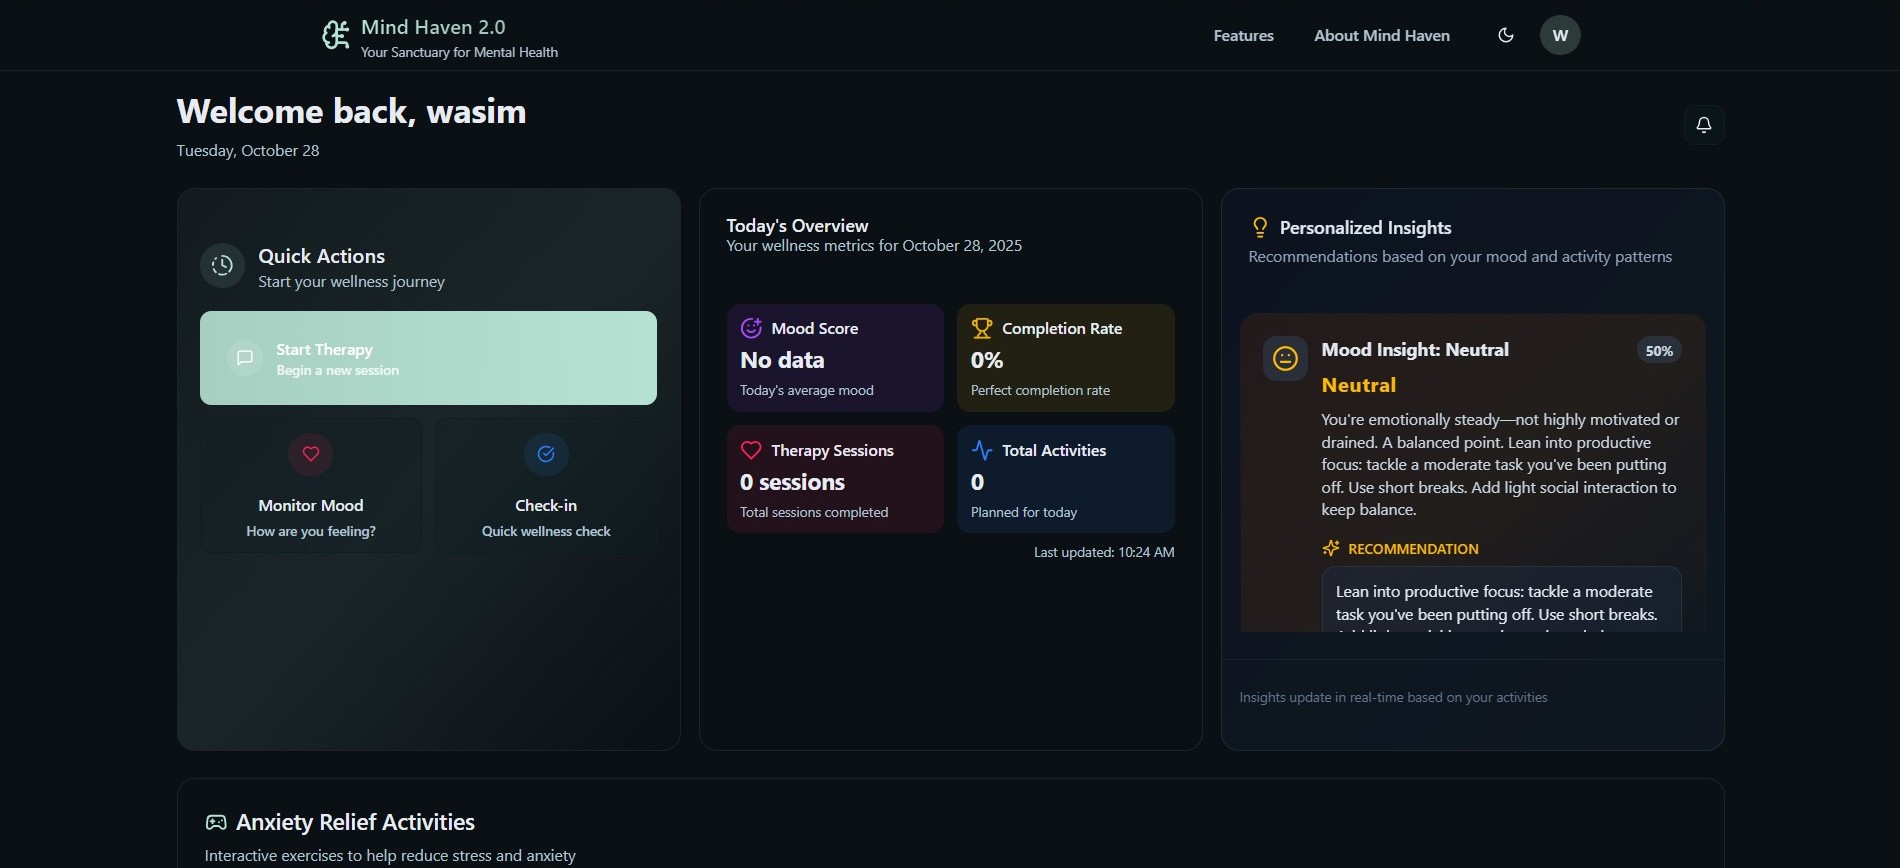 Mind Haven 2.0
Your Sanctuary for Mental Health
Features
About Mind Haven
W
Welcome back, wasim
Tuesday, October 28
Quick Actions
Start your wellness journey
Start Therapy
Begin a new session
Monitor Mood
How are you feeling?
Check-in
Quick wellness check
Today's Overview
Your wellness metrics for October 28, 2025
Mood Score
No data
Today's average mood
Completion Rate
0%
Perfect completion rate
Therapy Sessions
0 sessions
Total sessions completed
Total Activities
0
Planned for today
Last updated: 10:24 AM
Personalized Insights
Recommendations based on your mood and activity patterns
Mood Insight: Neutral
50%
Neutral
You're emotionally steady—not highly motivated or
drained. A balanced point. Lean into productive
focus: tackle a moderate task you've been putting
off. Use short breaks. Add light social interaction to
keep balance.
RECOMMENDATION
Lean into productive focus: tackle a moderate
task you've been putting off. Use short breaks.
Insights update in real-time based on your activities
Anxiety Relief Activities
Interactive exercises to help reduce stress and anxiety